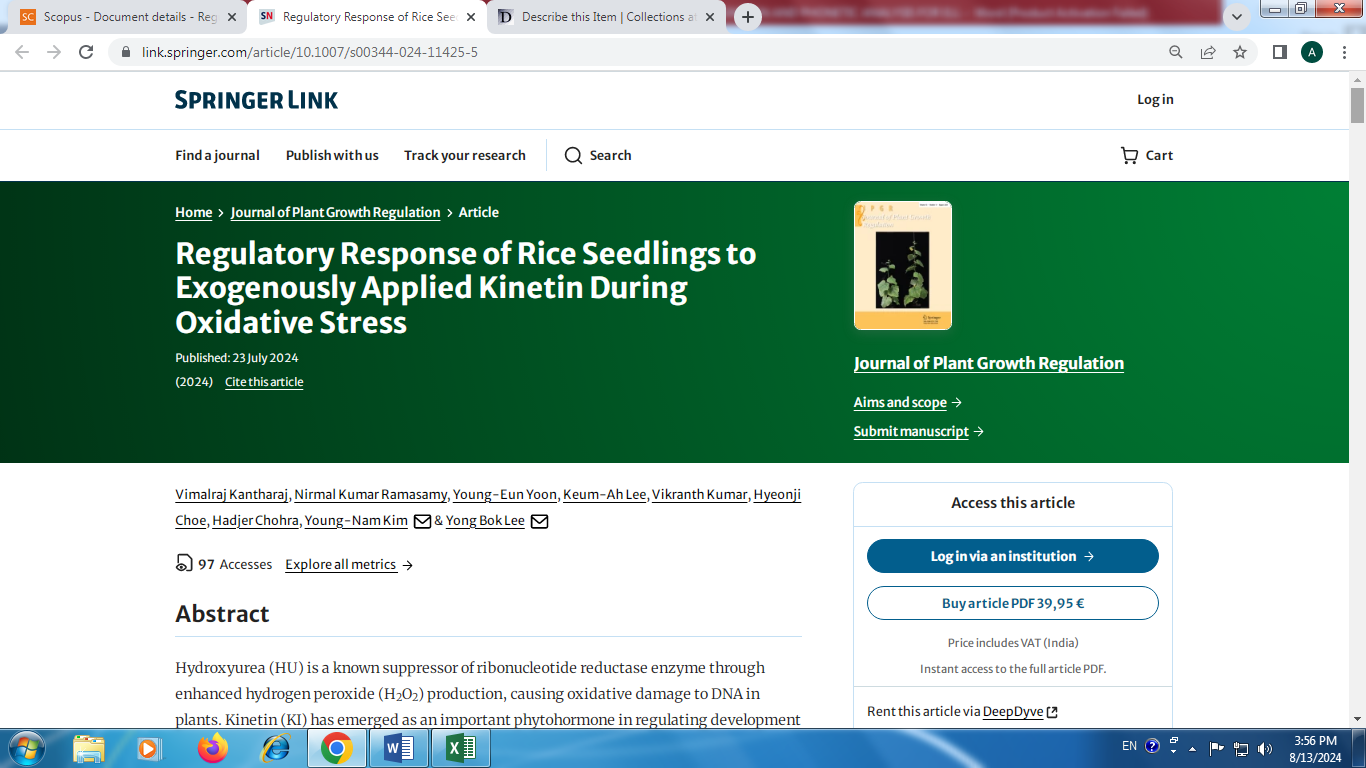 Scopus - Document details - Reg
Regulatory Response of Rice See
Describe this Item | Collections a
link.springer.com/article/10.1007/s00344-024-11425-5
A
SPRINGER LINK
Log in
Find a journal
Publish with us
Track your research
Search
Cart
Home > Journal of Plant Growth Regulation > Article
Regulatory Response of Rice Seedlings to
Exogenously Applied Kinetin During
Oxidative Stress
Published: 23 July 2024
(2024) Cite this article
Journal of Plant Growth Regulation
Aims and scope →
Submit manuscript →
Vimalraj Kantharaj, Nirmal Kumar Ramasamy, Young-Eun Yoon, Keum-Ah Lee, Vikranth Kumar, Hyeonji
Choe, Hadjer Chohra, Young-Nam Kim & Yong Bok Lee
97 Accesses Explore all metrics →
Abstract
Hydroxyurea (HU) is a known suppressor of ribonucleotide reductase enzyme through
enhanced hydrogen peroxide (H₂O₂) production, causing oxidative damage to DNA in
plants. Kinetin (KI) has emerged as an important phytohormone in regulating development
Access this article
Log in via an institution →
Buy article PDF 39,95 €
Price includes VAT (India)
Instant access to the full article PDF.
Rent this article via DeepDyve
EN
3:56 PM
8/13/2024